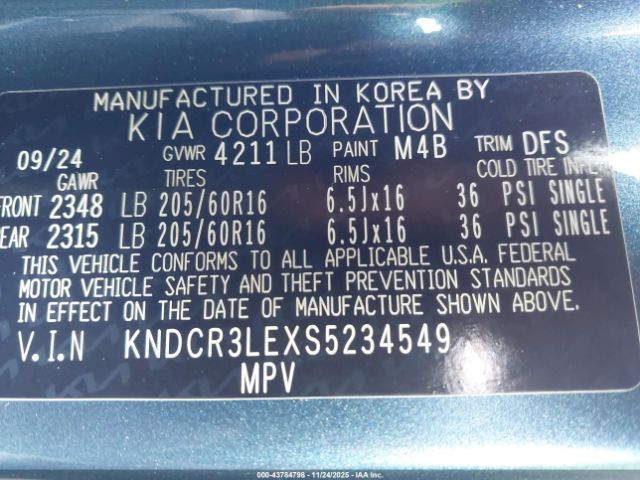 MANUFACTURED IN KOREA BY
KIA CORPORATION
09/24 GVWR 4211 LB PAINT M4B TRIM DFS
GAWR TIRES RIMS COLD TIRE INFL
FRONT 2348 LB 205/60R16 6.5Jx16 36 PSI SINGLE
EAR 2315 LB 205/60R16 6.5Jx16 36 PSI SINGLE
THIS VEHICLE CONFORMS TO ALL APPLICABLE U.S.A. FEDERAL
MOTOR VEHICLE SAFETY AND THEFT PREVENTION STANDARDS
IN EFFECT ON THE DATE OF MANUFACTURE SHOWN ABOVE.
V.I.N KNDCR3LEXS5234549
MPV
000-43784798 - 11/24/2025 - IAA Inc.